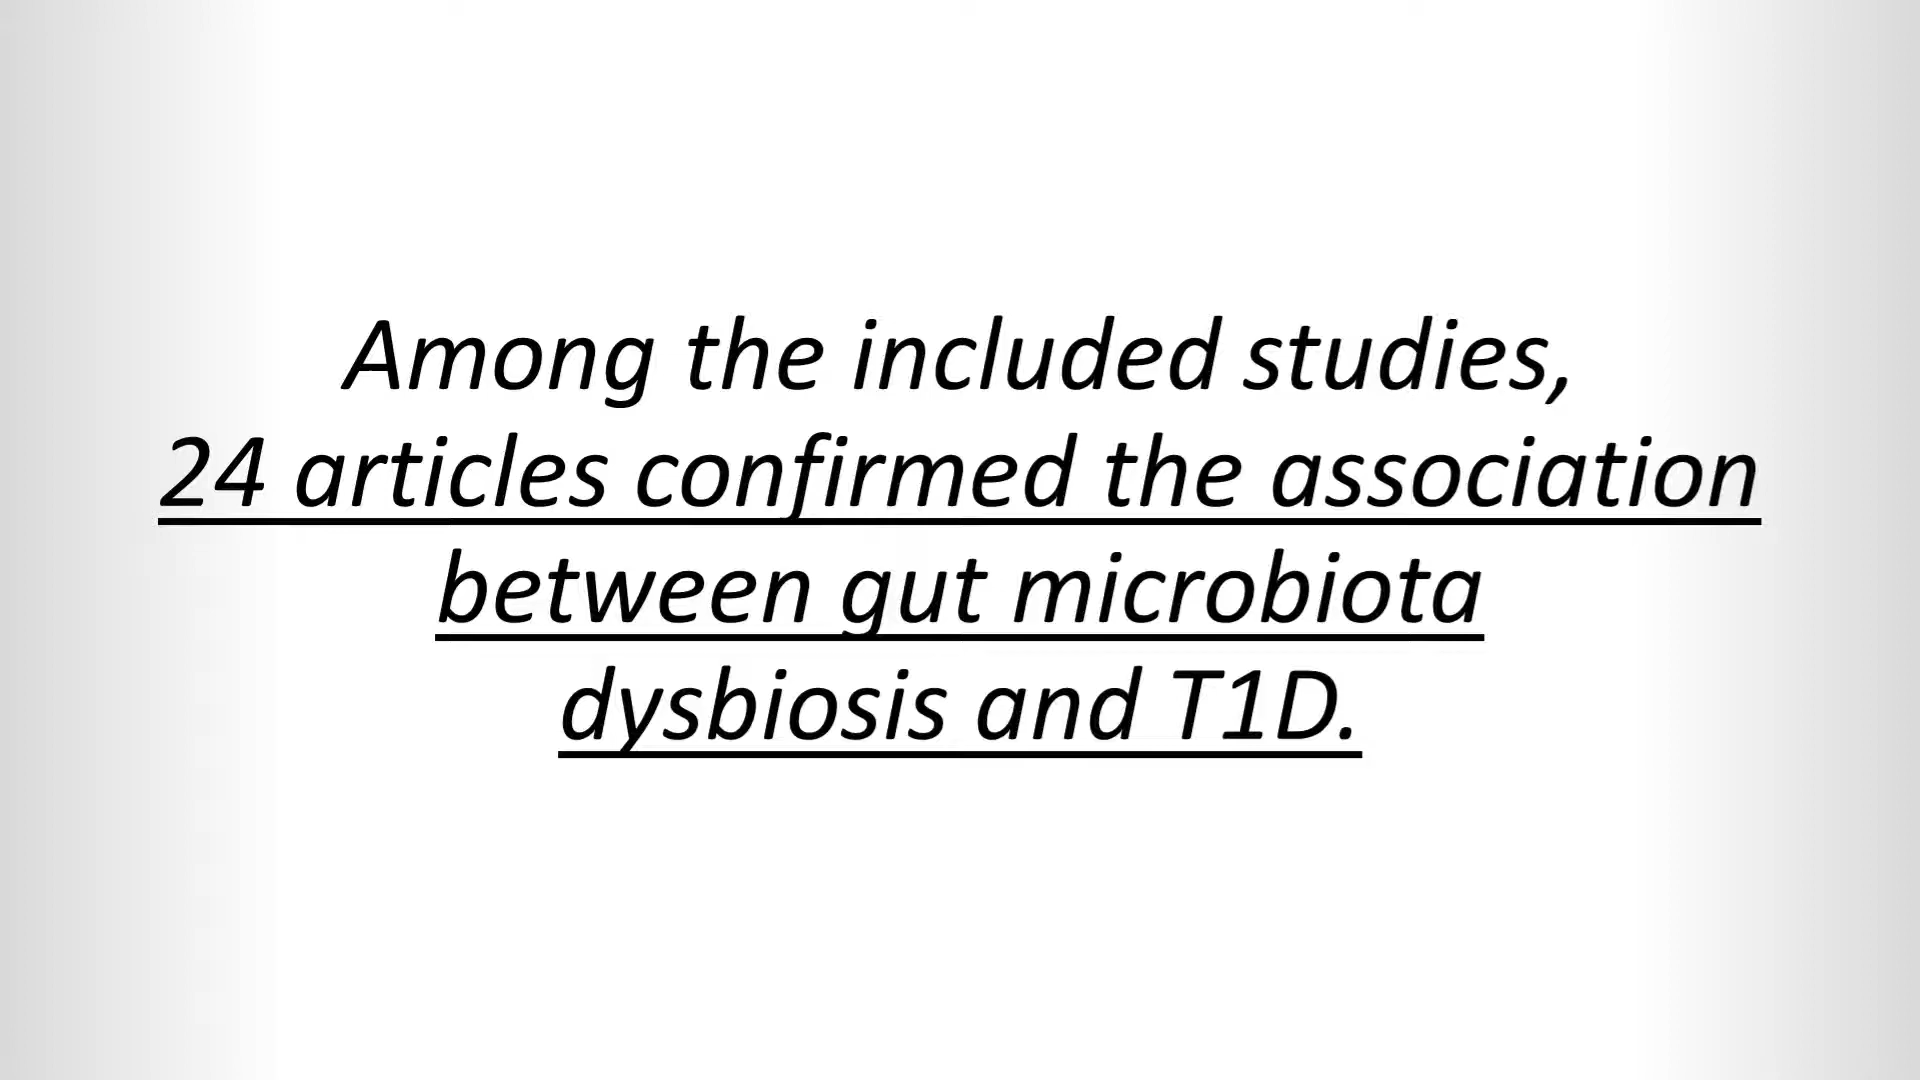 Among the included studies,
24 articles confirmed the association
between gut microbiota
dysbiosis and T1D.